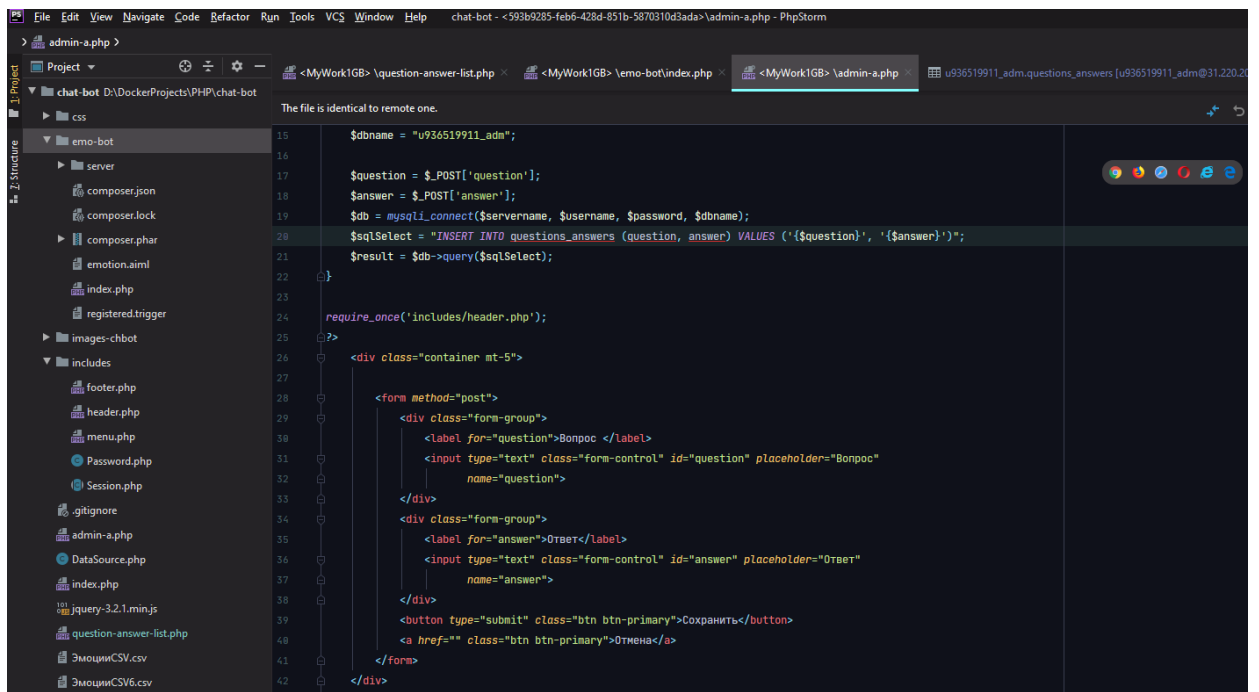 PS File Edit View Navigate Code Refactor Run Tools VCS Window Help chat-bot - <593b9285-feb6-428d-851b-5870310d3ada>\admin-a.php - PhpStorm
admin-a.php
1: Project
7: Structure
Project
chat-bot D:\DockerProjects\PHP\chat-bot
css
emo-bot
server
composer.json
composer.lock
composer.phar
emotion.aiml
index.php
registered.trigger
images-chbot
includes
footer.php
header.php
menu.php
Password.php
Session.php
.gitignore
admin-a.php
DataSource.php
index.php
jquery-3.2.1.min.js
question-answer-list.php
ЭмоцииCSV.csv
ЭмоцииCSV6.csv
<MyWork1GB> \question-answer-list.php <MyWork1GB> \emo-bot\index.php <MyWork1GB> \admin-a.php u936519911_adm.questions_answers [u936519911_adm@31.220.20
The file is identical to remote one.
15 $dbname = "u936519911_adm";
16
17 $question = $_POST['question'];
18 $answer = $_POST['answer'];
19 $db = mysqli_connect($servername, $username, $password, $dbname);
20 $sqlSelect = "INSERT INTO questions_answers (question, answer) VALUES ('{$question}', '{$answer}')";
21 $result = $db->query($sqlSelect);
22 }
23
24 require_once('includes/header.php');
25 ?>
26 <div class="container mt-5">
27
28 <form method="post">
29 <div class="form-group">
30 <label for="question">Вопрос </label>
31 <input type="text" class="form-control" id="question" placeholder="Вопрос"
32 name="question">
33 </div>
34 <div class="form-group">
35 <label for="answer">Ответ</label>
36 <input type="text" class="form-control" id="answer" placeholder="Ответ"
37 name="answer">
38 </div>
39 <button type="submit" class="btn btn-primary">Сохранить</button>
40 <a href="" class="btn btn-primary">Отмена</a>
41 </form>
42 </div>